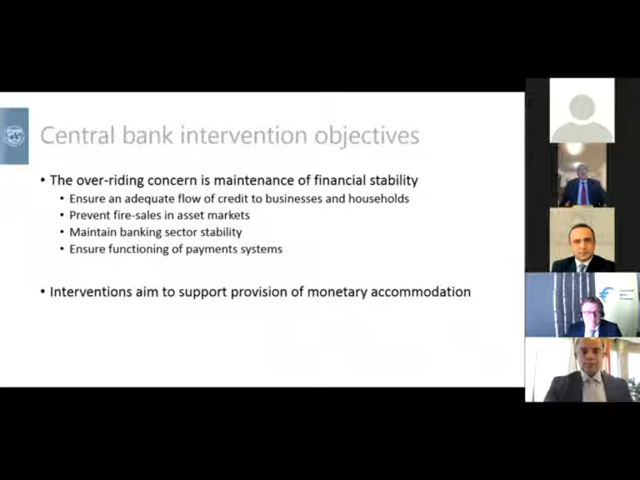 Central bank intervention objectives
• The over-riding concern is maintenance of financial stability
• Ensure an adequate flow of credit to businesses and households
• Prevent fire-sales in asset markets
• Maintain banking sector stability
• Ensure functioning of payments systems
• Interventions aim to support provision of monetary accommodation